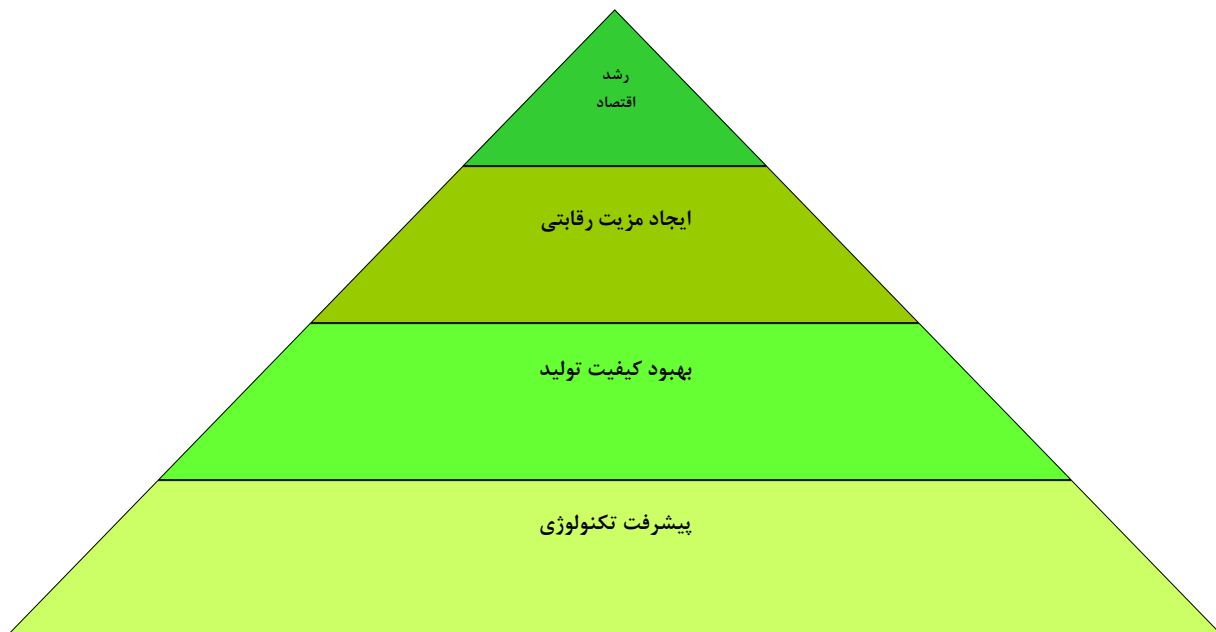 رشد
اقتصاد
ایجاد مزیت رقابتی
بهبود کیفیت تولید
پیشرفت تکنولوژی